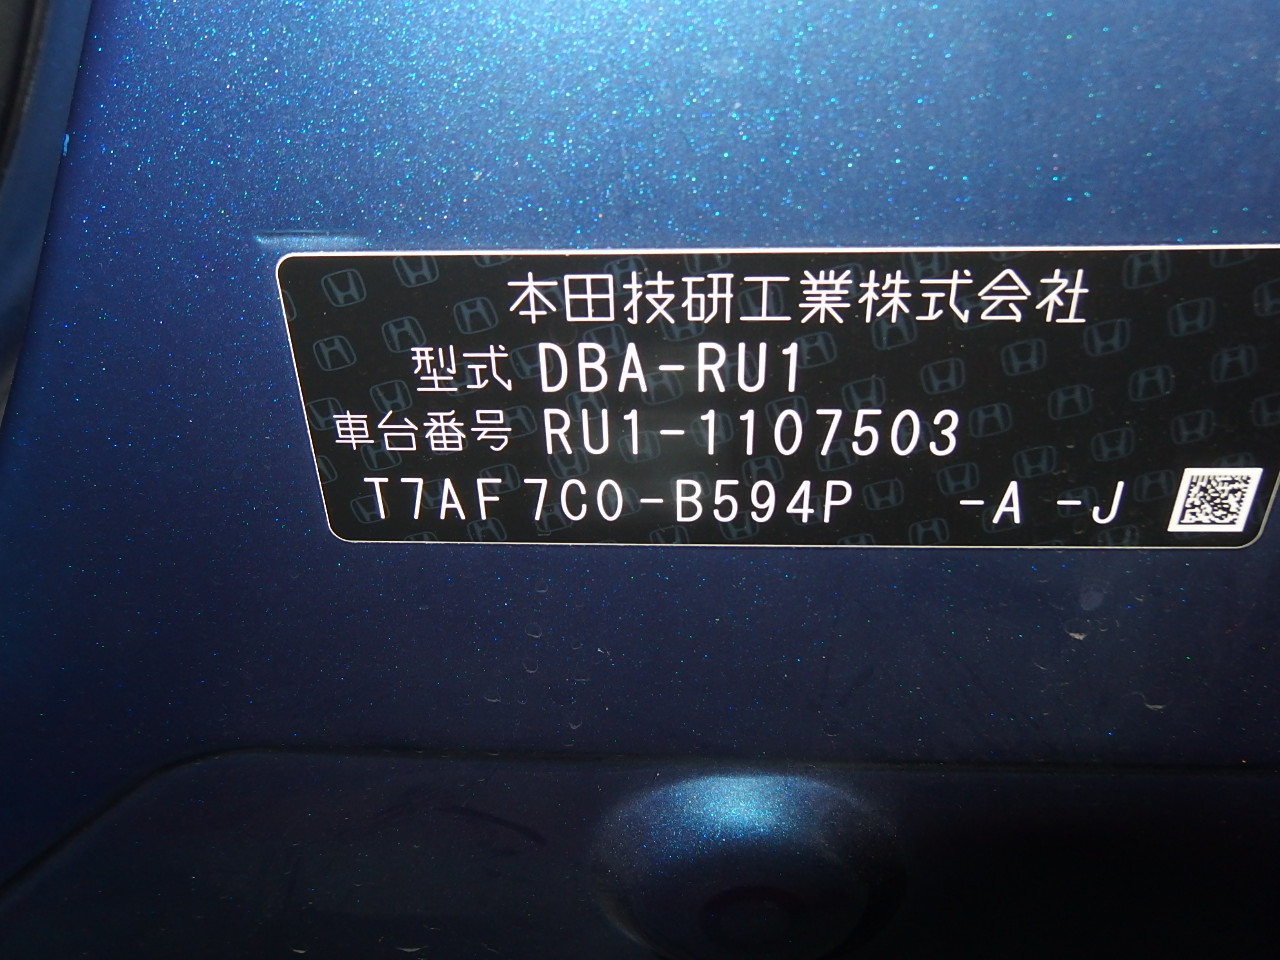 本田技研工業株式会社
型式 DBA-RU1
車台番号 RU1-1107503
T7AF7C0-B594P -A -J